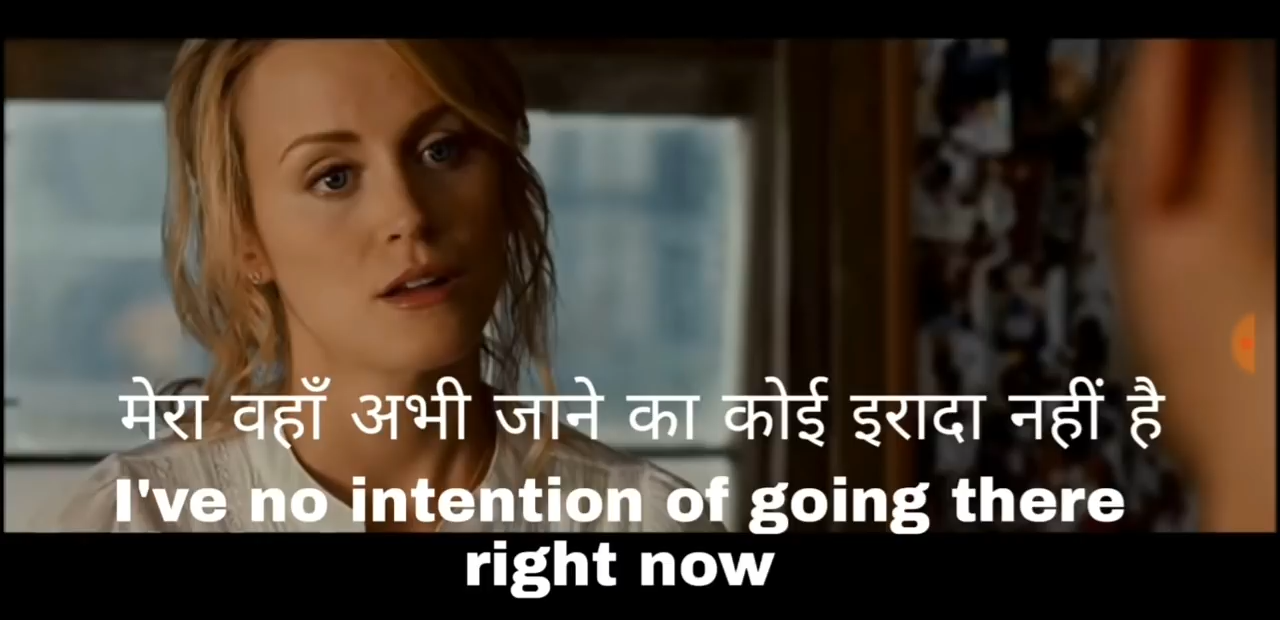 मेरा वहाँ अभी जाने का कोई इरादा नहीं है
I've no intention of going there
right now